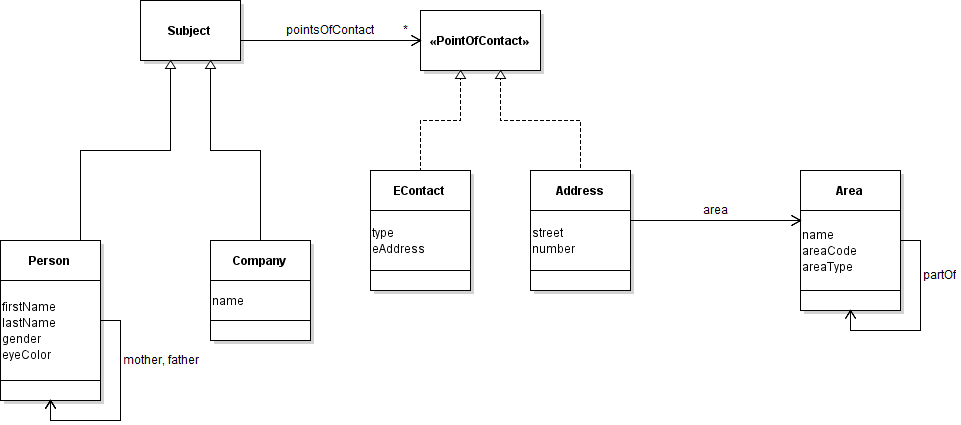 Subject
pointsOfContact
*
«PointOfContact»
EContact
type
eAddress
Address
street
number
area
Area
name
areaCode
areaType
partOf
Person
firstName
lastName
gender
eyeColor
mother, father
Company
name